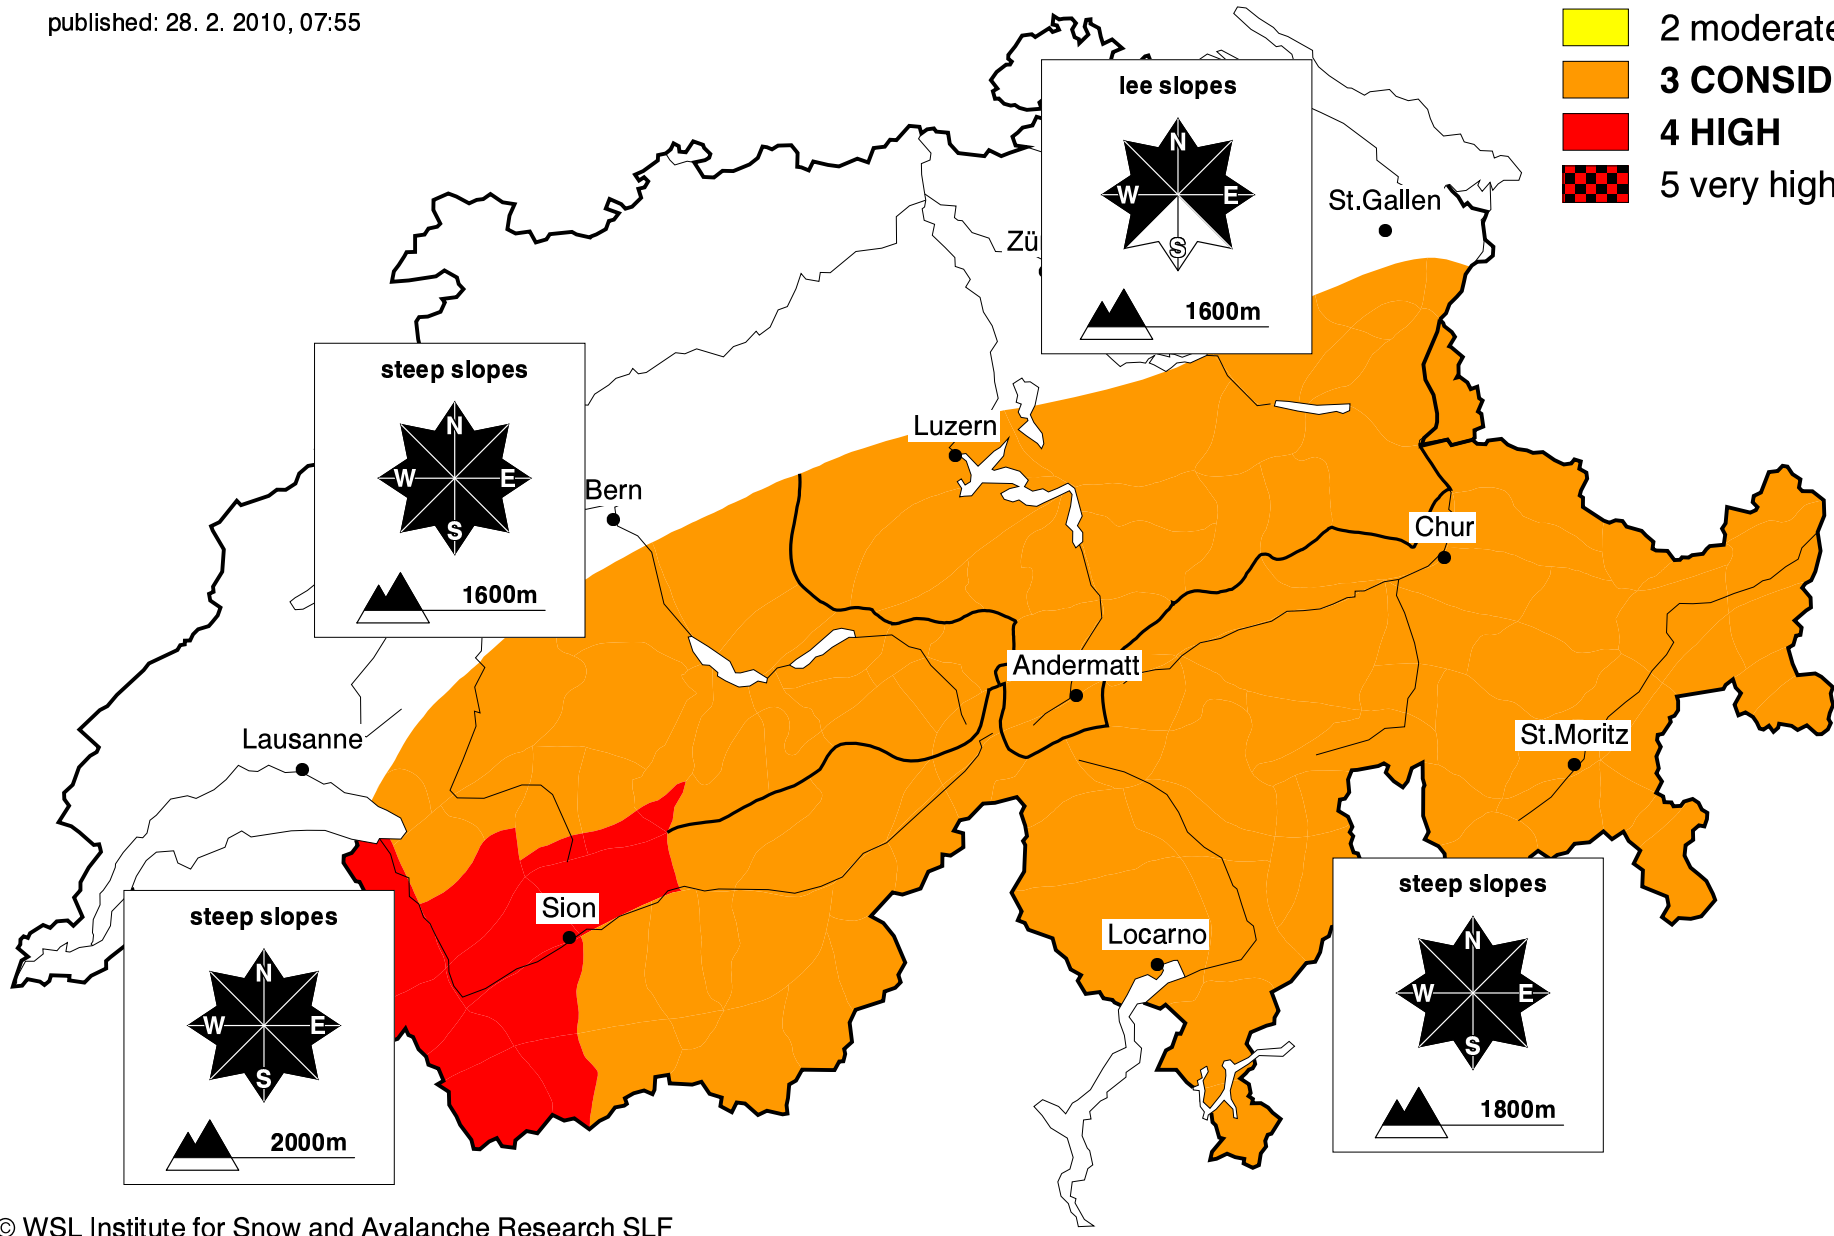 published: 28. 2. 2010, 07:55
2 moderate
3 CONSID
4 HIGH
5 very high
lee slopes
N
W E
S
1600m
St.Gallen
Zü
steep slopes
N
W E
S
1600m
Luzern
Bern
Chur
Andermatt
Lausanne
St.Moritz
Sion
Locarno
steep slopes
N
W E
S
2000m
steep slopes
N
W E
S
1800m
© WSL Institute for Snow and Avalanche Research SLF